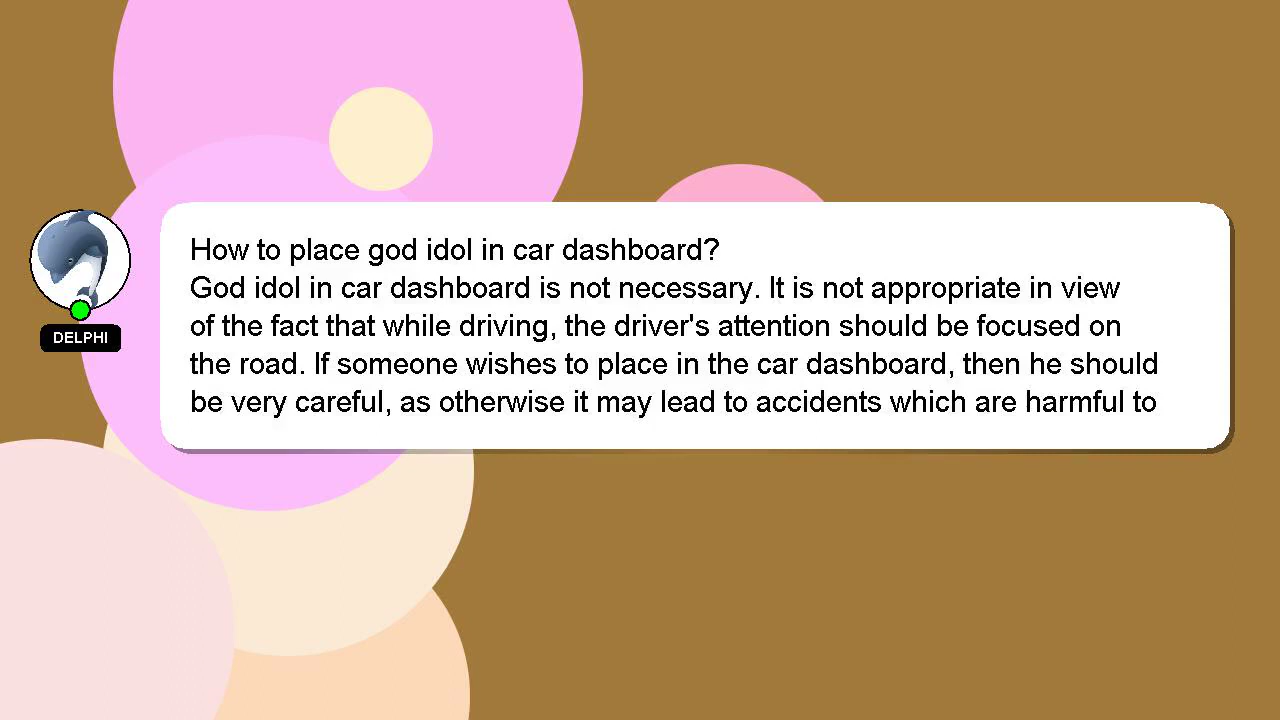 How to place god idol in car dashboard?
God idol in car dashboard is not necessary. It is not appropriate in view
of the fact that while driving, the driver's attention should be focused on
the road. If someone wishes to place in the car dashboard, then he should
be very careful, as otherwise it may lead to accidents which are harmful to
DELPHI